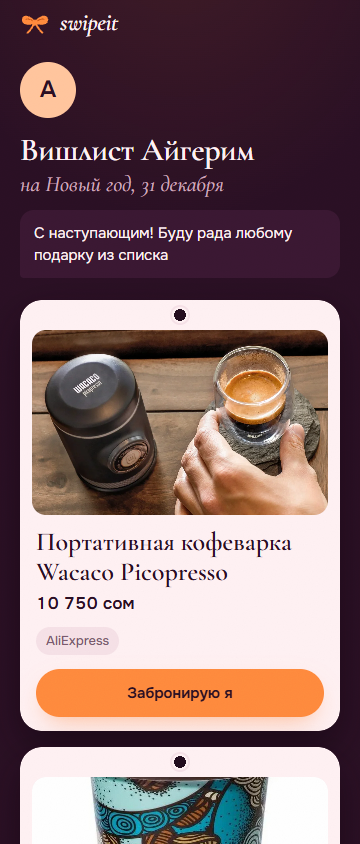 swipeit
A
Вишлист Айгерим
на Новый год, 31 декабря
С наступающим! Буду рада любому
подарку из списка
wacaco
Портативная кофеварка
Wacaco Picopresso
10 750 сом
AliExpress
Забронирую я